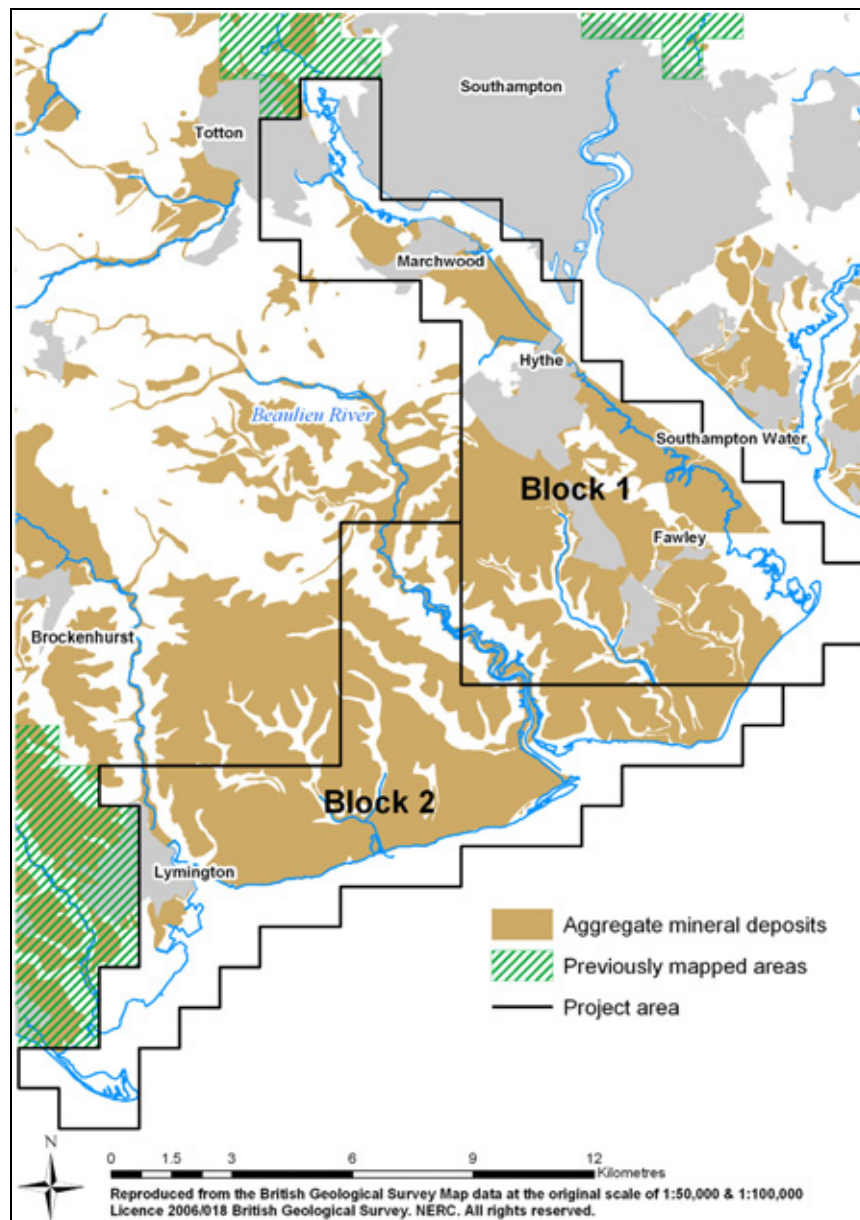 Southampton
Totton
Marchwood
Hythe
Beaulieu River
Southampton Water
Block 1
Fawley
Brockenhurst
Block 2
Lymington
Aggregate mineral deposits
Previously mapped areas
Project area
N
0 1.5 3 6 9 12
Kilometres
Reproduced from the British Geological Survey Map data at the original scale of 1:50,000 & 1:100,000
Licence 2006/018 British Geological Survey. NERC. All rights reserved.